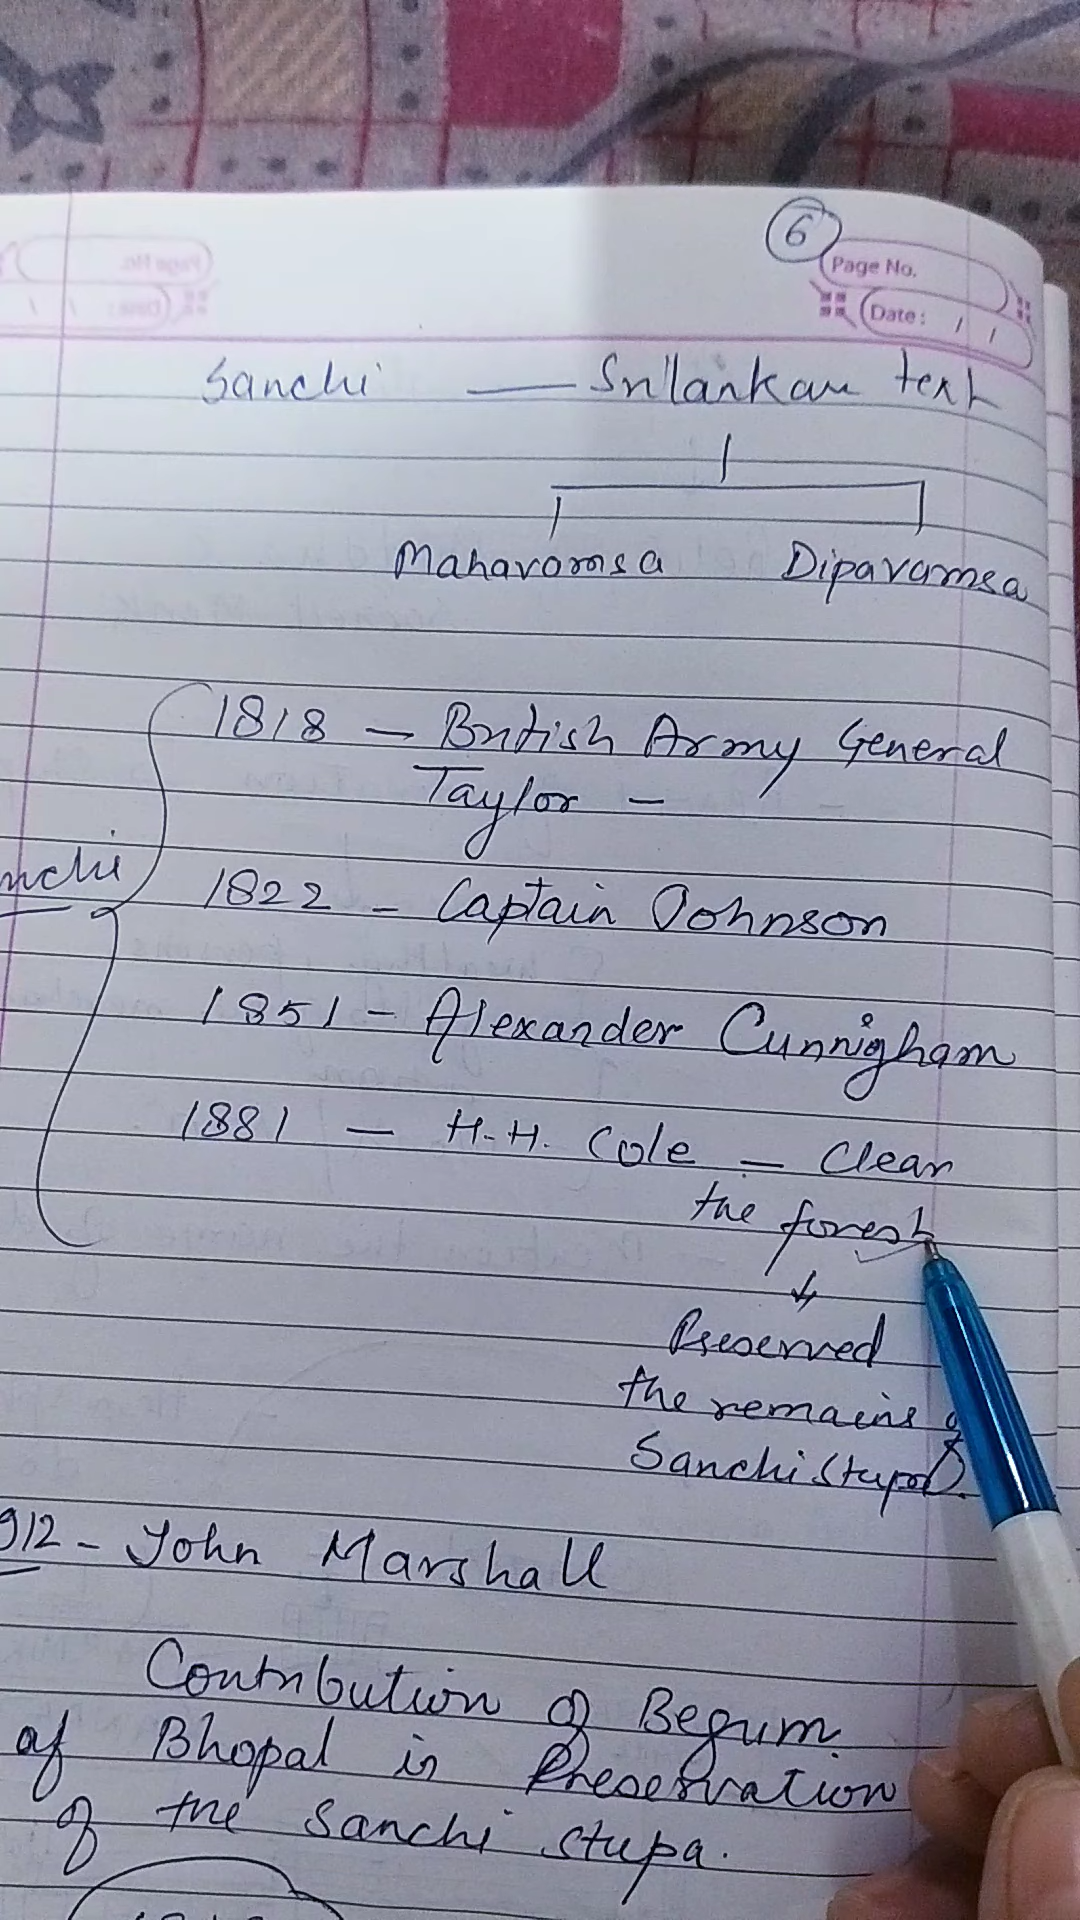 6
Page No.
Date: / /
Sanchi — Srilankan text
Mahavamsa Dipavamsa
1818 — British Army General
Taylor —
nchi
1822 - Captain Johnson
1851 - Alexander Cunnigham
1881 — H.H. Cole — Clear
the forest
Preserved
the remains of
Sanchi Stupa.
912 - John Marshall
Contribution of Begum
of Bhopal in Preservation
of the Sanchi stupa.